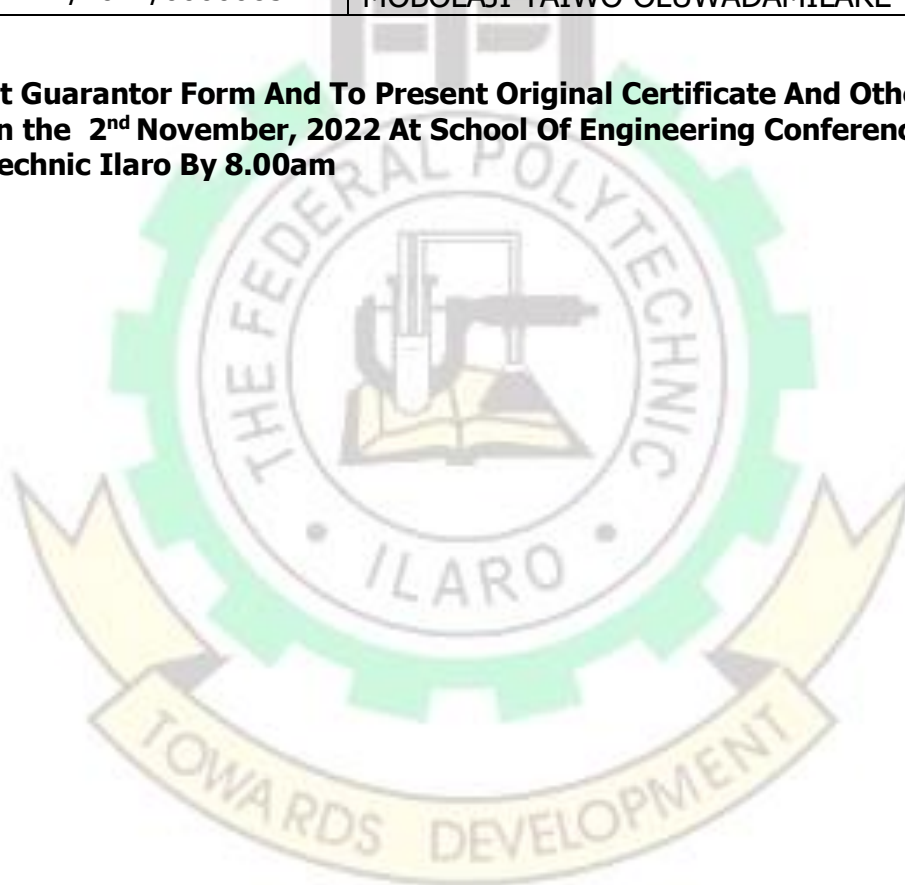 MOBOLAJI TAIWO OLUWADAMILARE
t Guarantor Form And To Present Original Certificate And Othe
n the 2nd November, 2022 At School Of Engineering Conferenc
echnic Ilaro By 8.00am
THE FEDERAL POLYTECHNIC
• ILARO •
TOWARDS DEVELOPMENT